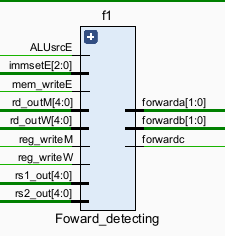 f1
ALUsrcE
immsetE[2:0]
mem_writeE
rd_outM[4:0]
rd_outW[4:0]
reg_writeM
reg_writeW
rs1_out[4:0]
rs2_out[4:0]
forwarda[1:0]
forwardb[1:0]
forwardc
Foward_detecting